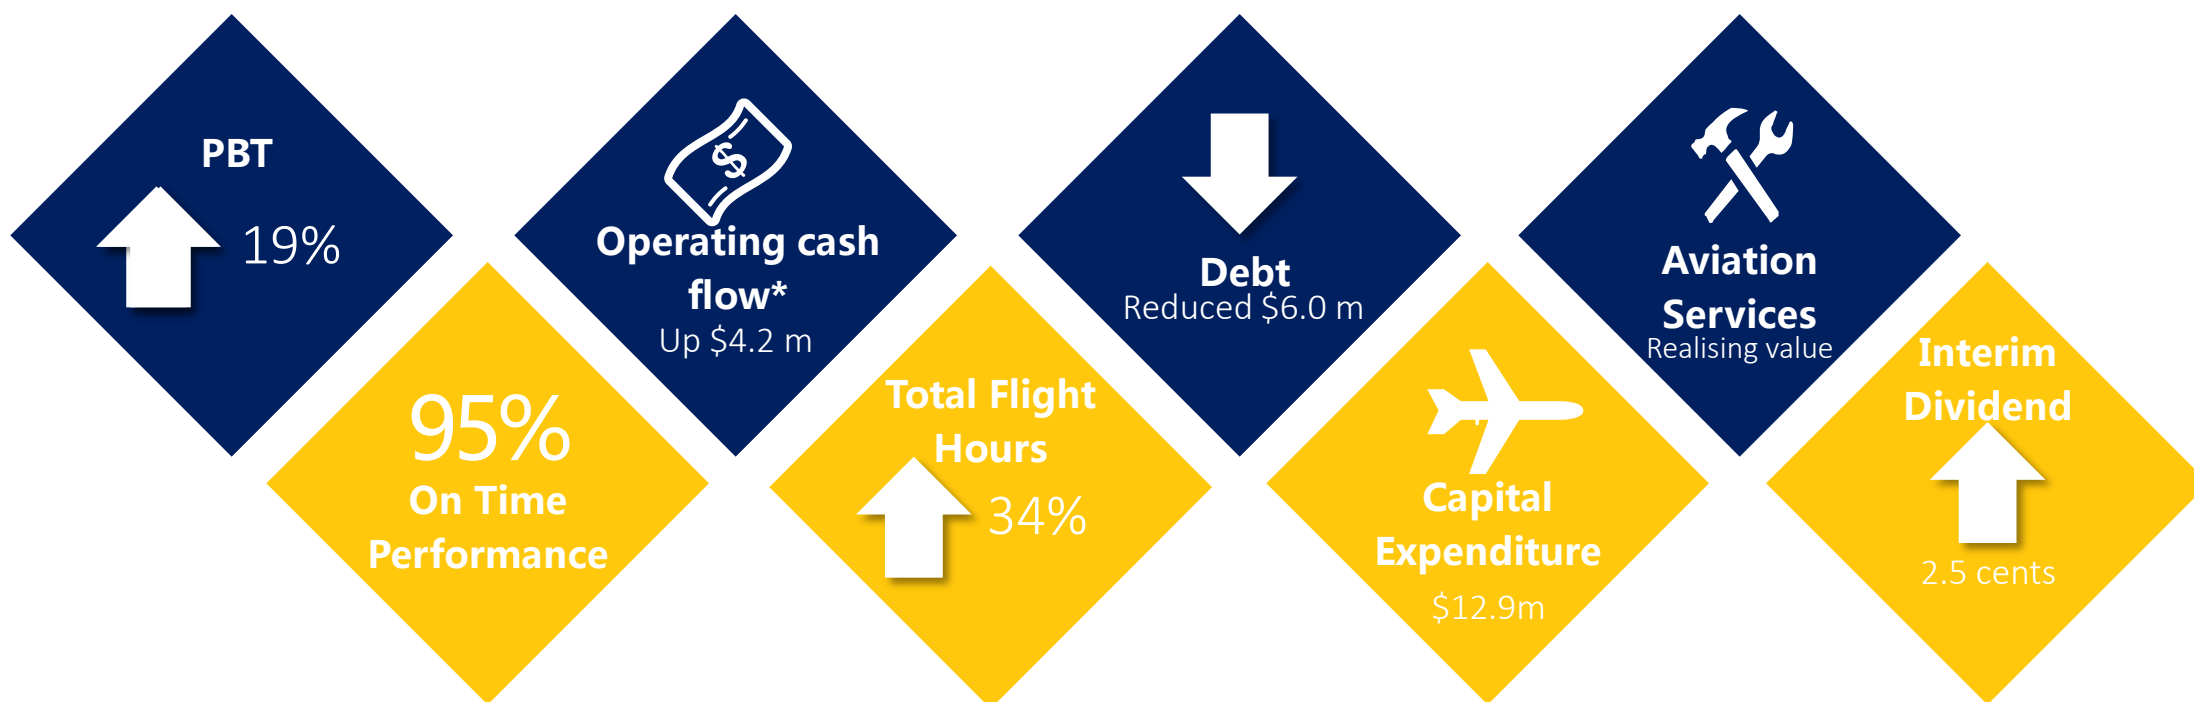 PBT
19%
95%
On Time
Performance
$
Operating cash
flow*
Up $4.2 m
Total Flight
Hours
34%
Debt
Reduced $6.0 m
Capital
Expenditure
$12.9m
Aviation
Services
Realising value
Interim
Dividend
2.5 cents